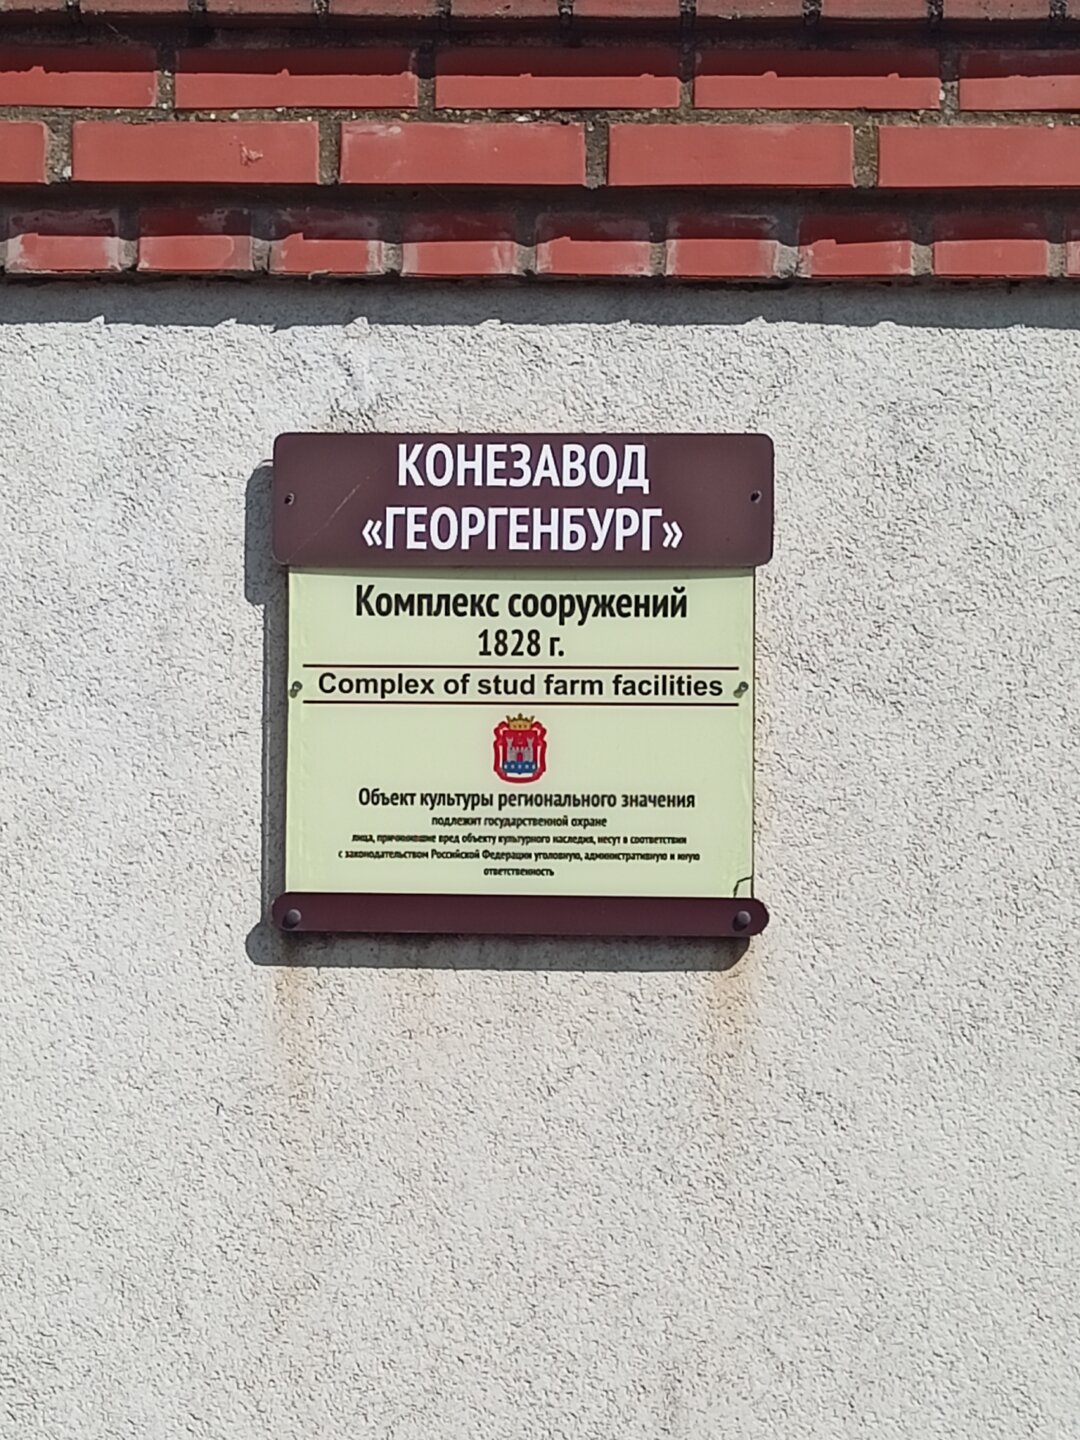 КОНЕЗАВОД
«ГЕОРГЕНБУРГ»
Комплекс сооружений
1828 г.
Complex of stud farm facilities
Объект культуры регионального значения
подлежит государственной охране
лица, причинившие вред объекту культурного наследия, несут в соответствии
с законодательством Российской Федерации уголовную, административную и иную
ответственность